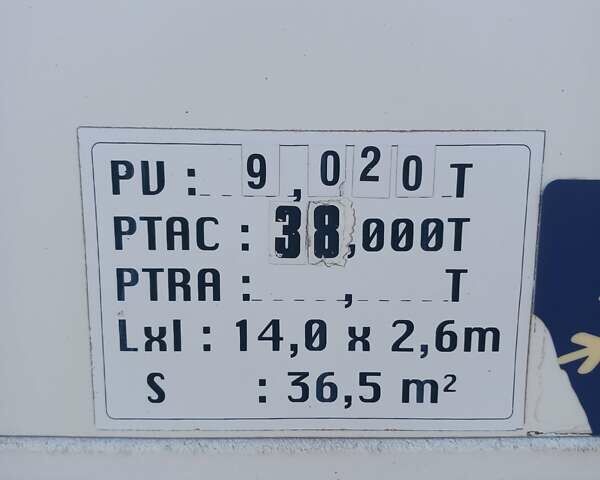 PV : 9,020 T
PTAC : 38,000T
PTRA : , T
Lxl : 14,0 x 2,6m
S : 36,5 m²